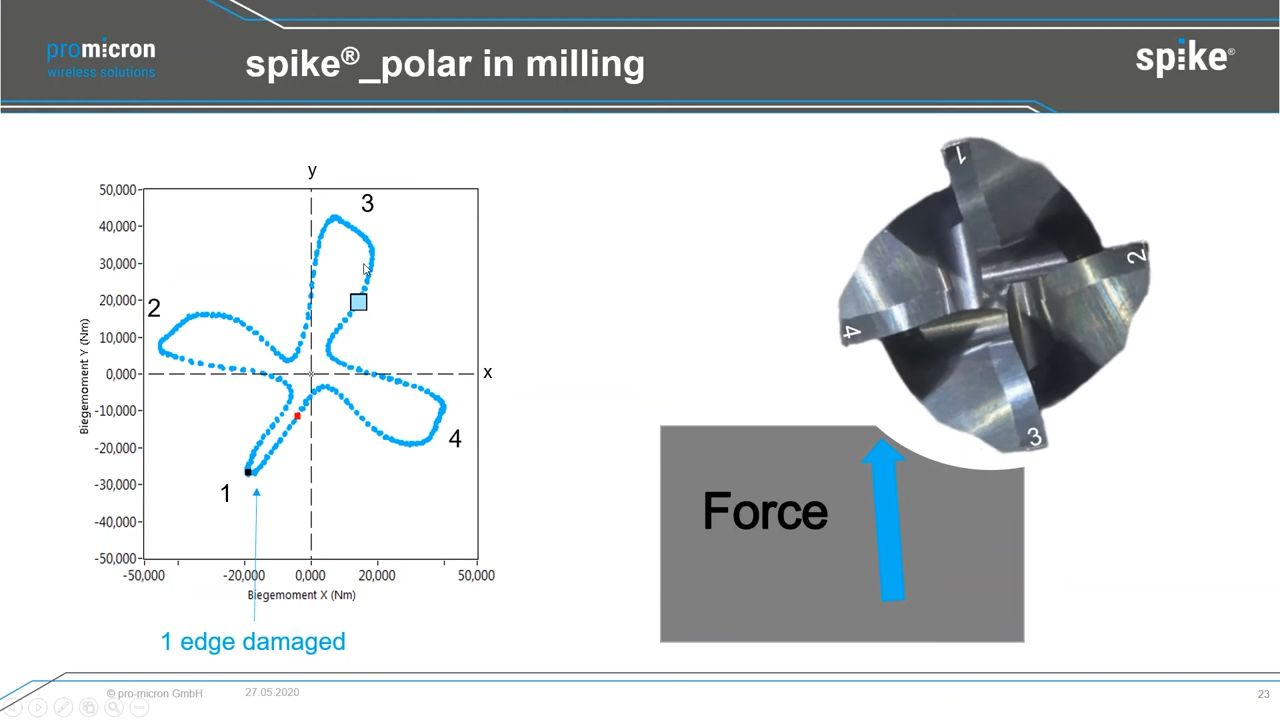 promicron
wireless solutions
spike®_polar in milling
spike®
y
50,000
40,000
30,000
20,000
10,000
0,000
-10,000
-20,000
-30,000
-40,000
-50,000
Biegemoment Y (Nm)
3
2
x
4
1
-50,000
-20,000
0,000
20,000
50,000
Biegemoment X (Nm)
1 edge damaged
1
2
4
3
Force
© pro-micron GmbH
27.05.2020
23